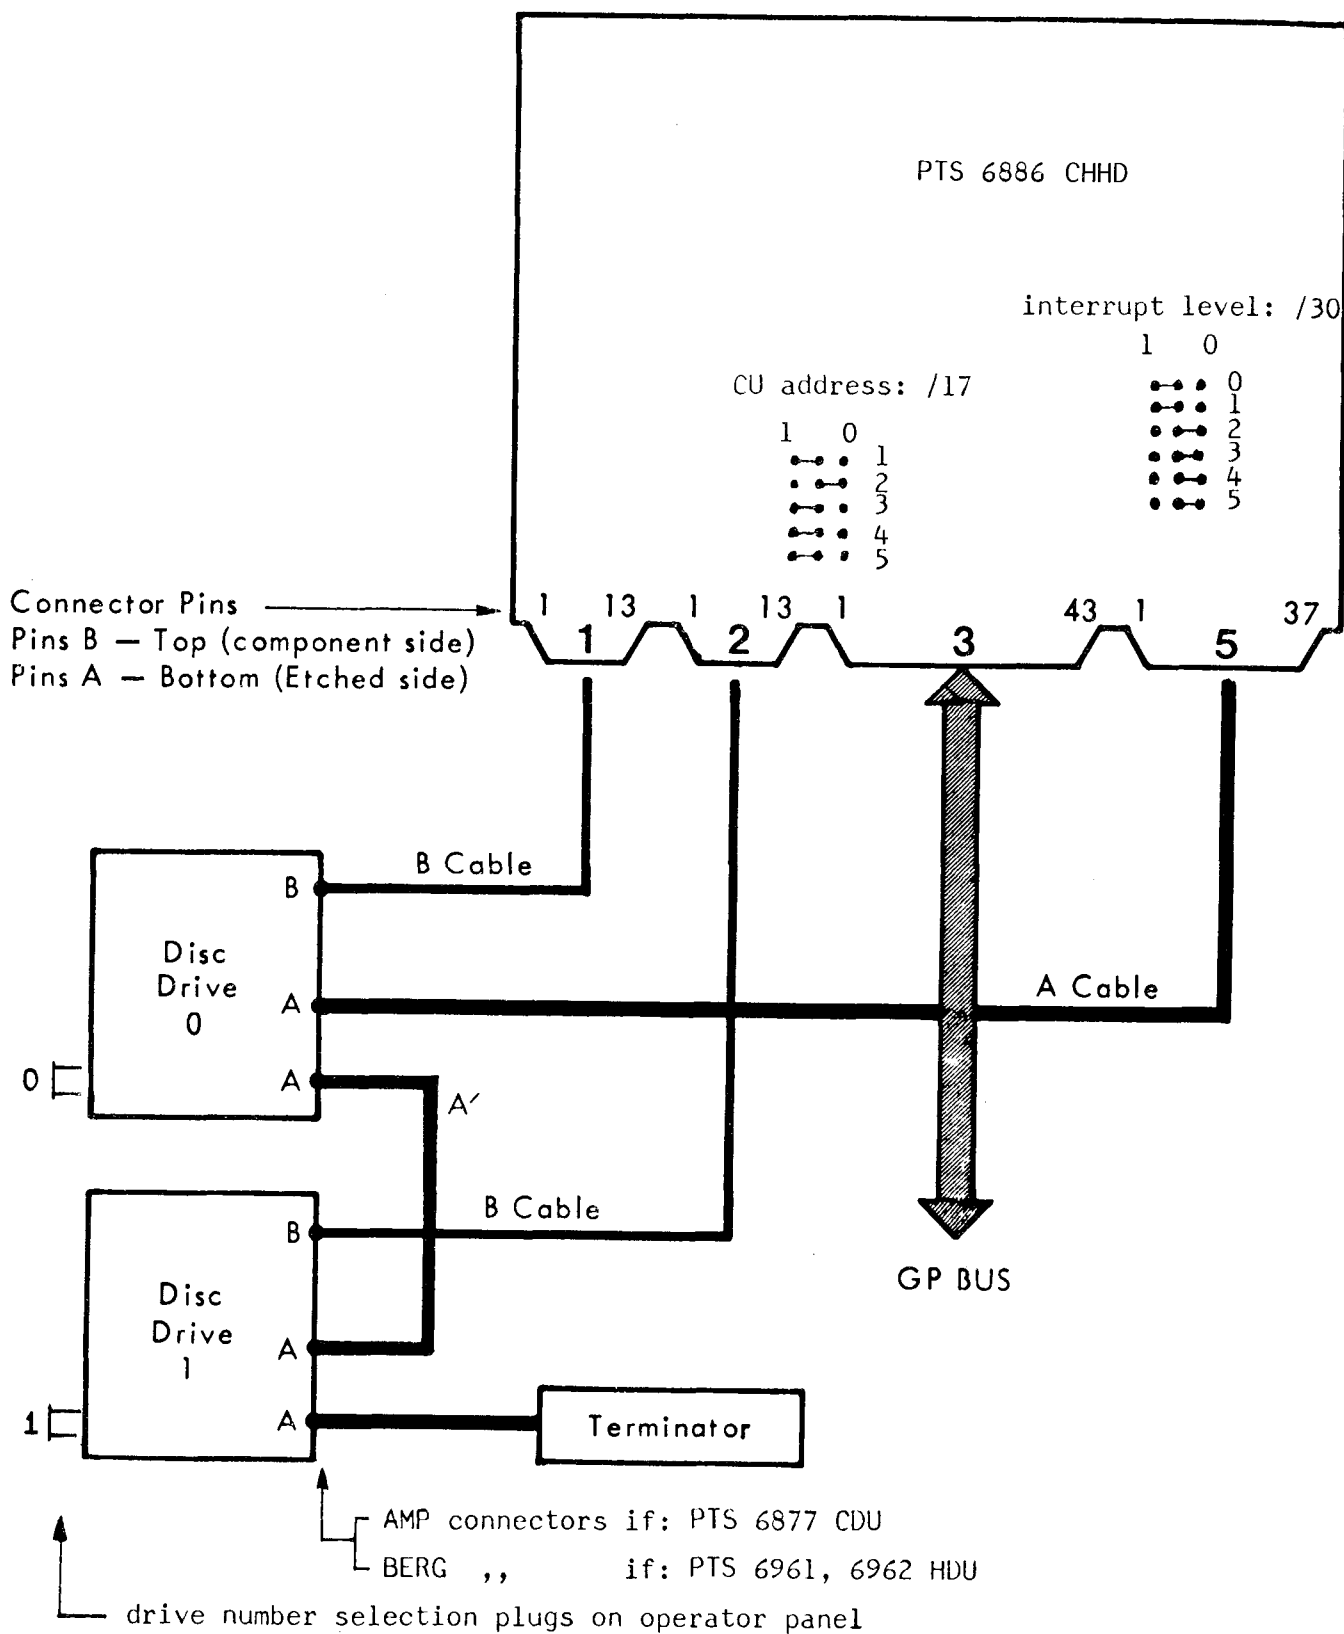 PTS 6886 CHHD
interrupt level: /30
1 0
0
1
2
3
4
5
CU address: /17
1 0
1
2
3
4
5
Connector Pins
Pins B — Top (component side)
Pins A — Bottom (Etched side)
1 13 1 13 1 43 1 37
1 2 3 5
B Cable
B
Disc
Drive
0
A
A Cable
A
0
A′
B Cable
B
GP BUS
Disc
Drive
1
A
A
1
Terminator
AMP connectors if: PTS 6877 CDU
BERG ,, if: PTS 6961, 6962 HDU
drive number selection plugs on operator panel